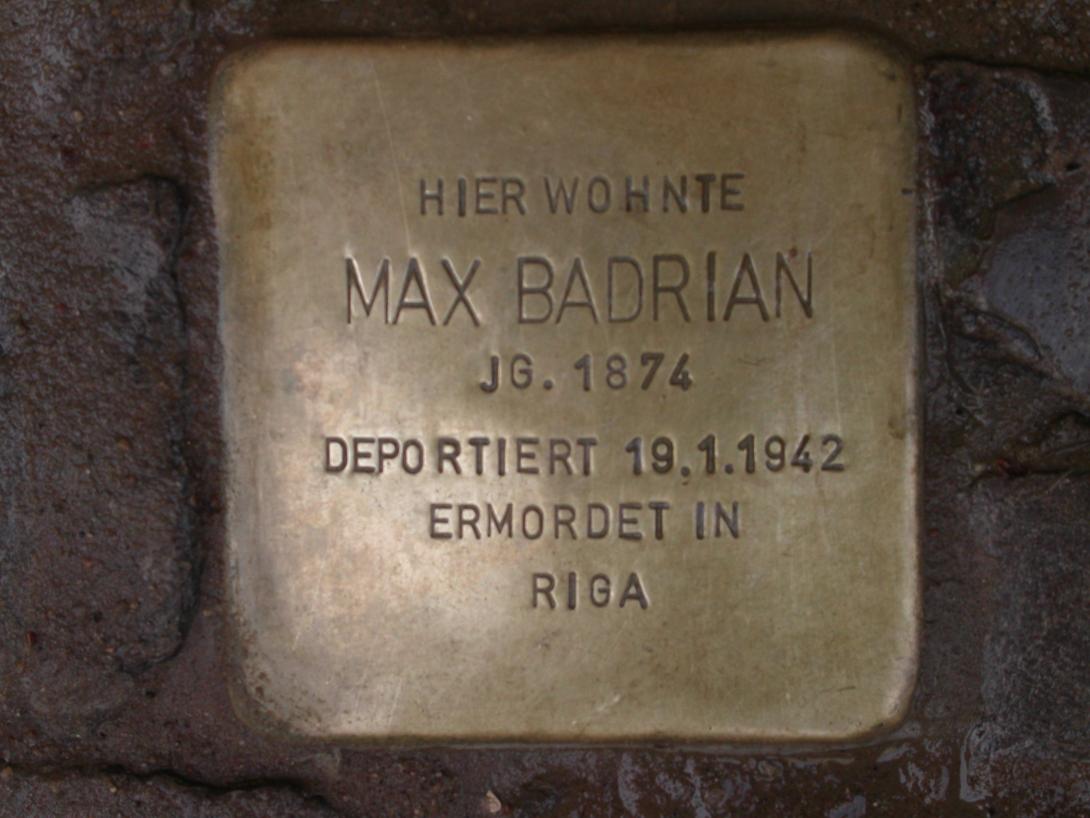 HIER WOHNTE
MAX BADRIAN
JG. 1874
DEPORTIERT 19.1.1942
ERMORDET IN
RIGA